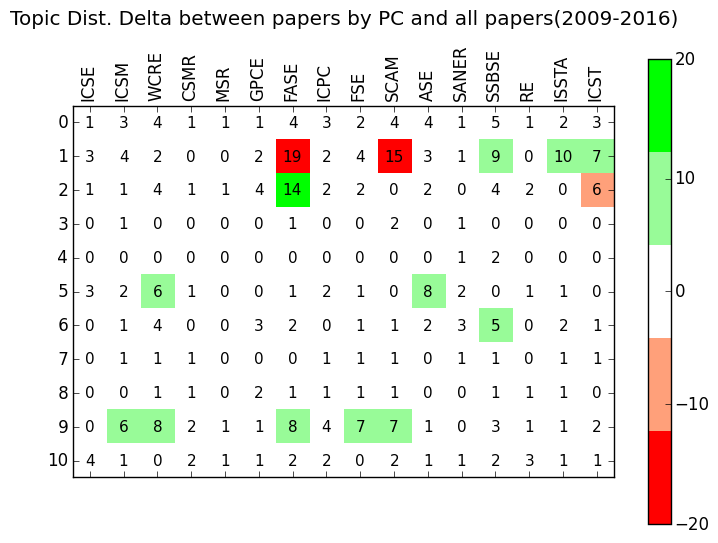 Topic Dist. Delta between papers by PC and all papers(2009-2016)
ICSE ICSM WCRE CSMR MSR GPCE FASE ICPC FSE SCAM ASE SANER SSBSE RE ISSTA ICST
0 1 3 4 1 1 1 4 3 2 4 4 1 5 1 2 3
1 3 4 2 0 0 2 19 2 4 15 3 1 9 0 10 7
2 1 1 4 1 1 4 14 2 2 0 2 0 4 2 0 6
3 0 1 0 0 0 0 1 0 0 2 0 1 0 0 0 0
4 0 0 0 0 0 0 0 0 0 0 0 1 2 0 0 0
5 3 2 6 1 0 0 1 2 1 0 8 2 0 1 1 0
6 0 1 4 0 0 3 2 0 1 1 2 3 5 0 2 1
7 0 1 1 1 0 0 0 1 1 1 0 1 1 0 1 1
8 0 0 1 1 0 2 1 1 1 1 0 0 1 1 1 0
9 0 6 8 2 1 1 8 4 7 7 1 0 3 1 1 2
10 4 1 0 2 1 1 2 2 0 2 1 1 2 3 1 1
20
10
0
−10
−20